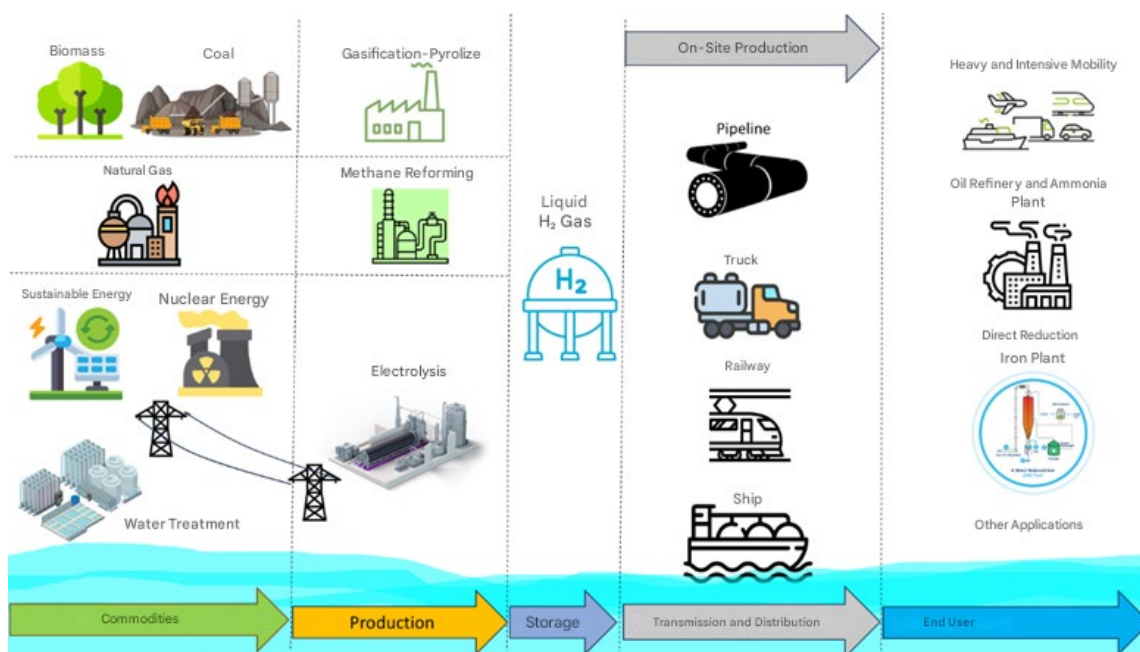 Biomass
Coal
Gasification-Pyrolize
On-Site Production
Heavy and Intensive Mobility
Pipeline
Natural Gas
Methane Reforming
Oil Refinery and Ammonia
Plant
Liquid
H₂ Gas
H₂
Truck
Sustainable Energy
Nuclear Energy
Direct Reduction
Iron Plant
Electrolysis
Railway
Ship
Water Treatment
Other Applications
Commodities
Production
Storage
Transmission and Distribution
End User